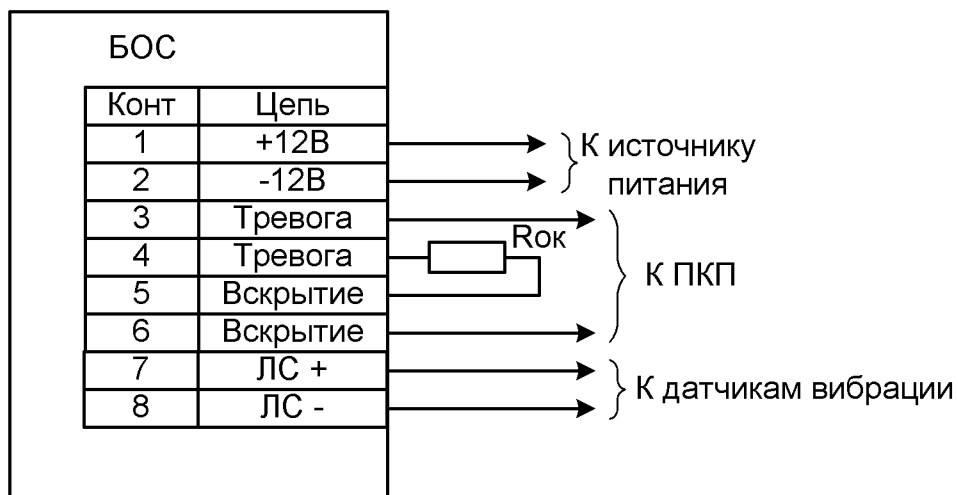 БОС
Конт Цепь
1 +12В
2 -12В
К источнику
питания
3 Тревога
4 Тревога
Rок
5 Вскрытие
6 Вскрытие
К ПКП
7 ЛС +
8 ЛС -
К датчикам вибрации